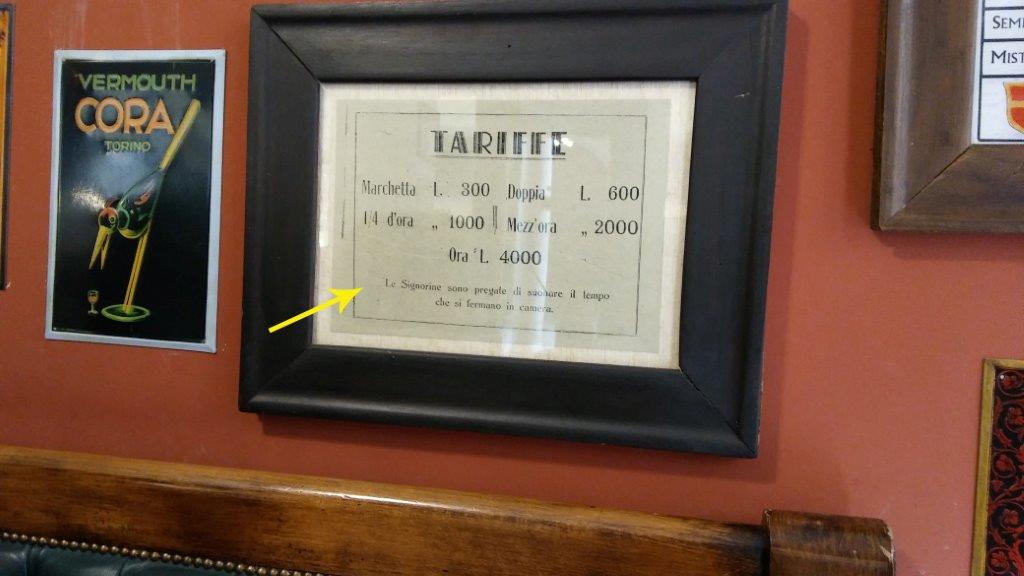 VERMOUTH
CORA
TORINO
TARIFFE
Marchetta L. 300 Doppia L. 600
1/4 d'ora „ 1000 Mezz'ora „ 2000
Ora L. 4000
Le Signorine sono pregate di suonare il tempo
che si fermano in camera.
SEM
MIST